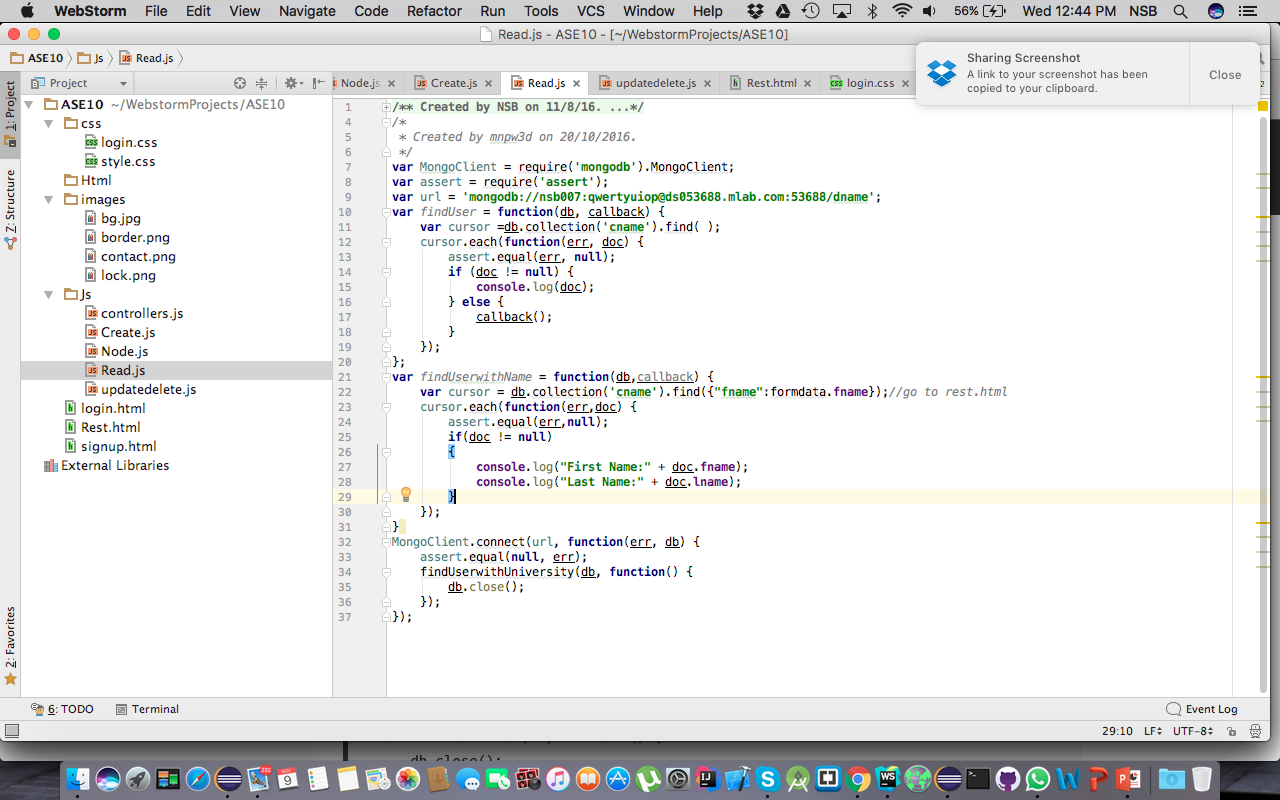 WebStorm File Edit View Navigate Code Refactor Run Tools VCS Window Help 56% Wed 12:44 PM NSB
Read.js - ASE10 - [~/WebstormProjects/ASE10]
ASE10 Js Read.js
Sharing Screenshot
A link to your screenshot has been
copied to your clipboard.
Close
Project
Node.js Create.js Read.js updatedelete.js Rest.html login.css
1: Project
Z: Structure
2: Favorites
ASE10 ~/WebstormProjects/ASE10
css
login.css
style.css
Html
images
bg.jpg
border.png
contact.png
lock.png
Js
controllers.js
Create.js
Node.js
Read.js
updatedelete.js
login.html
Rest.html
signup.html
External Libraries
1 /** Created by NSB on 11/8/16. ...*/
4 /*
5 * Created by mnpw3d on 20/10/2016.
6 */
7 var MongoClient = require('mongodb').MongoClient;
8 var assert = require('assert');
9 var url = 'mongodb://nsb007:qwertyuiop@ds053688.mlab.com:53688/dname';
10 var findUser = function(db, callback) {
11 var cursor =db.collection('cname').find( );
12 cursor.each(function(err, doc) {
13 assert.equal(err, null);
14 if (doc != null) {
15 console.log(doc);
16 } else {
17 callback();
18 }
19 });
20 };
21 var findUserwithName = function(db,callback) {
22 var cursor = db.collection('cname').find({"fname":formdata.fname});//go to rest.html
23 cursor.each(function(err,doc) {
24 assert.equal(err,null);
25 if(doc != null)
26 {
27 console.log("First Name:" + doc.fname);
28 console.log("Last Name:" + doc.lname);
29 }
30 });
31 }
32 MongoClient.connect(url, function(err, db) {
33 assert.equal(null, err);
34 findUserwithUniversity(db, function() {
35 db.close();
36 });
37 });
6: TODO Terminal Event Log
29:10 LF UTF-8
db.close();